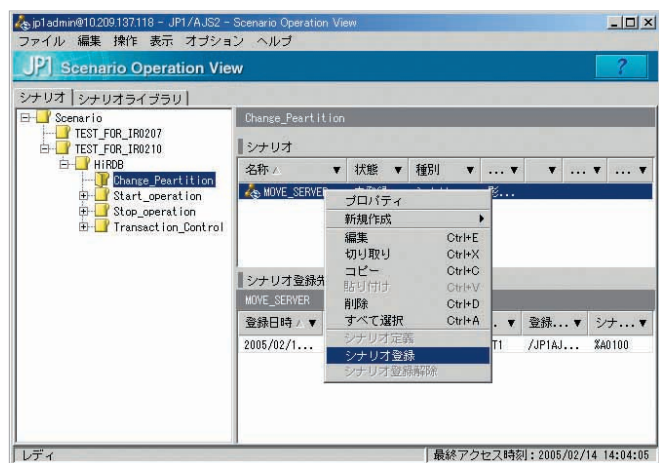 jp1admin@10.209.137.118 - JP1/AJS2 - Scenario Operation View
ファイル 編集 操作 表示 オプション ヘルプ
JP1 Scenario Operation View
?
シナリオ シナリオライブラリ
Scenario
TEST_FOR_IR0207
TEST_FOR_IR0210
HiRDB
Change_Peartition
Start_operation
Stop_operation
Transaction_Control
Change_Peartition
シナリオ
名称 状態 種別 ... ... ...
MOVE_SERVER
プロパティ
新規作成
編集 Ctrl+E
切り取り Ctrl+X
コピー Ctrl+C
貼り付け Ctrl+V
削除 Ctrl+D
すべて選択 Ctrl+A
シナリオ定義
シナリオ登録
シナリオ登録解除
シナリオ登録先
MOVE_SERVER
登録日時 登録... シナ...
2005/02/1... T1 /JP1AJ... %A0100
レディ
最終アクセス時刻:2005/02/14 14:04:05